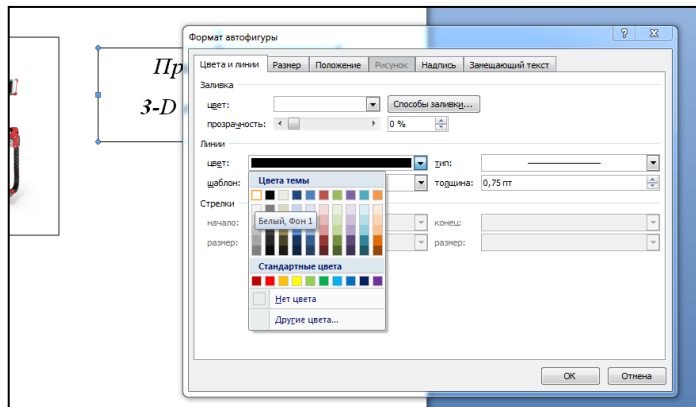 Формат автофигуры
Цвета и линии Размер Положение Рисунок Надпись Замещающий текст
Пр
3-D
Заливка
цвет: Способы заливки...
прозрачность: 0 %
Линии
цвет: тип:
шаблон: толщина: 0,75 пт
Цвета темы
Стрелки
начало: конец:
Белый, Фон 1
размер: размер:
Стандартные цвета
Нет цвета
Другие цвета...
ОК Отмена